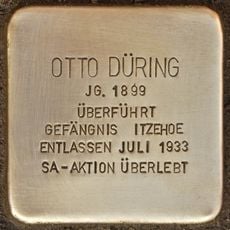 OTTO DÜRING
JG. 1899
ÜBERFÜHRT
GEFÄNGNIS ITZEHOE
ENTLASSEN JULI 1933
SA-AKTION ÜBERLEBT